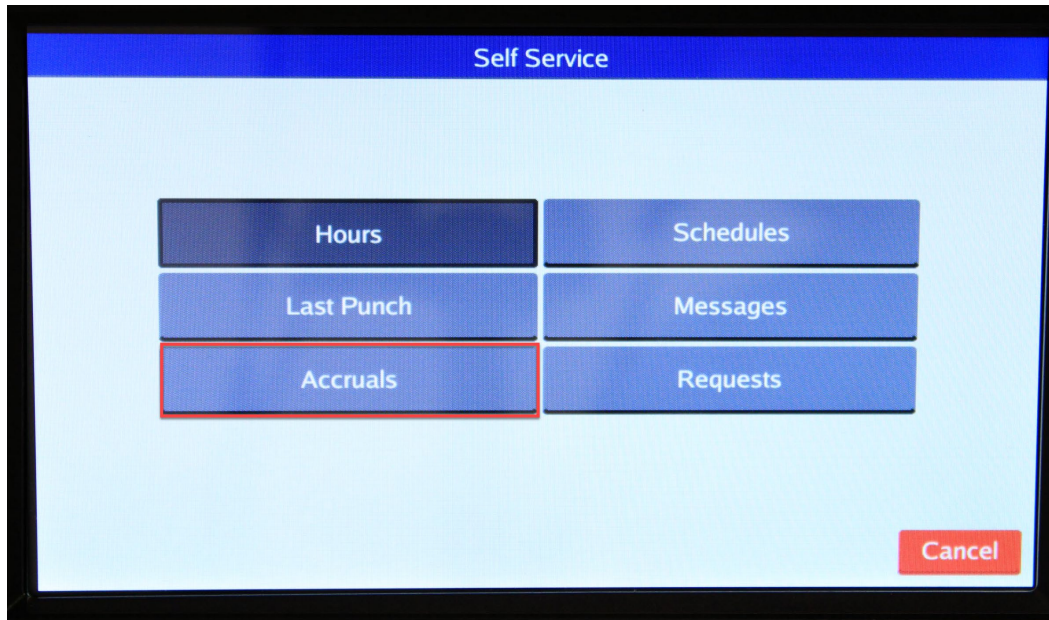 Self Service
Hours
Schedules
Last Punch
Messages
Accruals
Requests
Cancel